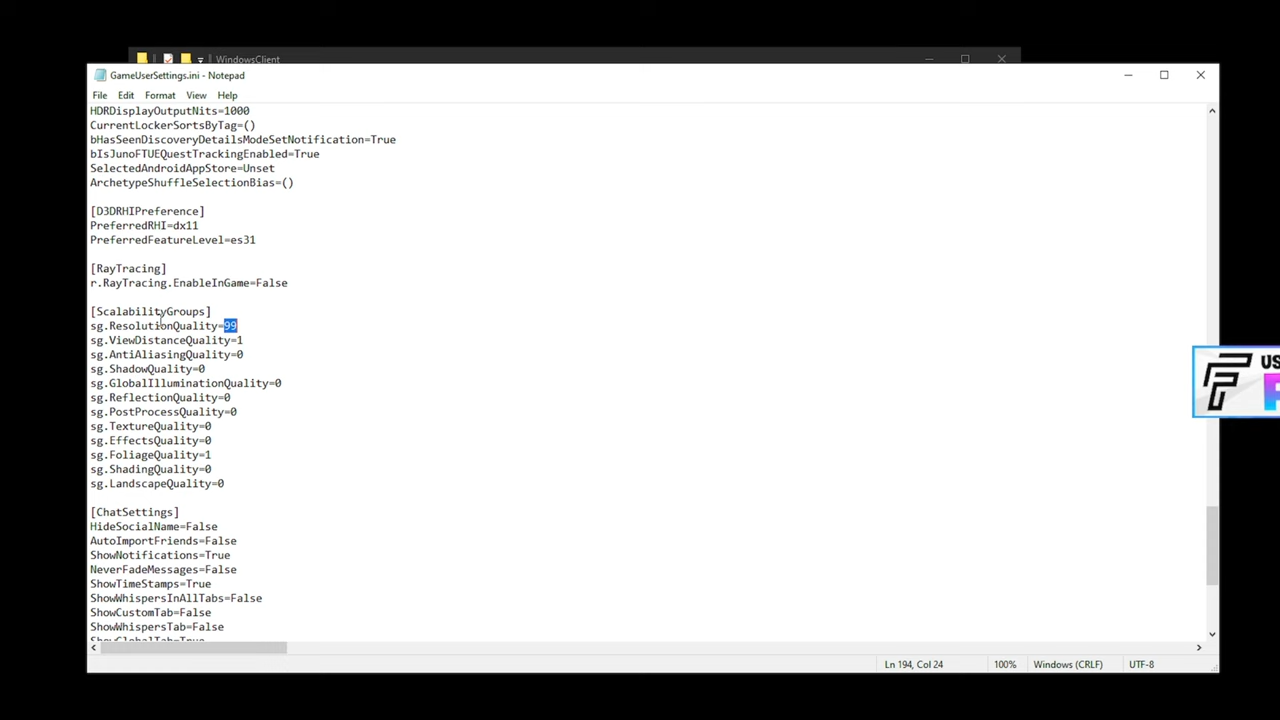 WindowsClient
GameUserSettings.ini - Notepad
File Edit Format View Help
HDRDisplayOutputNits=1000
CurrentLockerSortsByTag=()
bHasSeenDiscoveryDetailsModeSetNotification=True
bIsJunoFTUEQuestTrackingEnabled=True
SelectedAndroidAppStore=Unset
ArchetypeShuffleSelectionBias=()
[D3DRHIPreference]
PreferredRHI=dx11
PreferredFeatureLevel=es31
[RayTracing]
r.RayTracing.EnableInGame=False
[ScalabilityGroups]
sg.ResolutionQuality=99
sg.ViewDistanceQuality=1
sg.AntiAliasingQuality=0
sg.ShadowQuality=0
sg.GlobalIlluminationQuality=0
sg.ReflectionQuality=0
sg.PostProcessQuality=0
sg.TextureQuality=0
sg.EffectsQuality=0
sg.FoliageQuality=1
sg.ShadingQuality=0
sg.LandscapeQuality=0
[ChatSettings]
HideSocialName=False
AutoImportFriends=False
ShowNotifications=True
NeverFadeMessages=False
ShowTimeStamps=True
ShowWhispersInAllTabs=False
ShowCustomTab=False
ShowWhispersTab=False
ShowGlobalTab=True
Ln 194, Col 24 100% Windows (CRLF) UTF-8